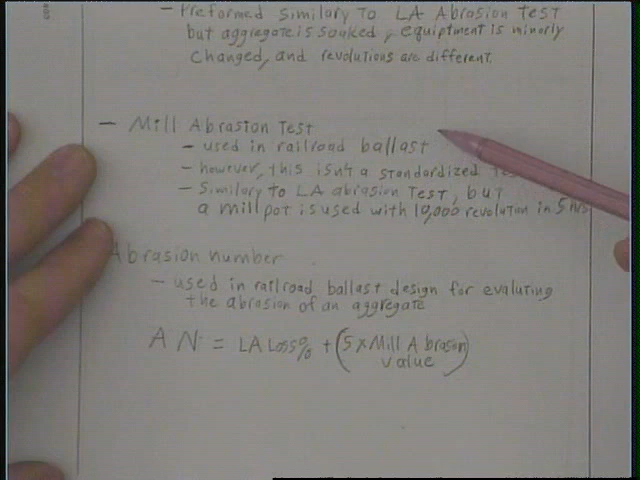 - Preformed Similary to LA Abrasion Test
but aggregate is soaked, equiptment is minorly
changed, and revolutions are different
- Mill Abrasion Test
- used in railroad ballast
- however, this isn't a standardized
- Similary to LA abrasion Test, but
a mill pot is used with 10,000 revolution in 5 hrs
Abrasion number
- used in railroad ballast design for evaluting
the abrasion of an aggregate
AN = LA Loss % + (5 x Mill Abrasion
value)